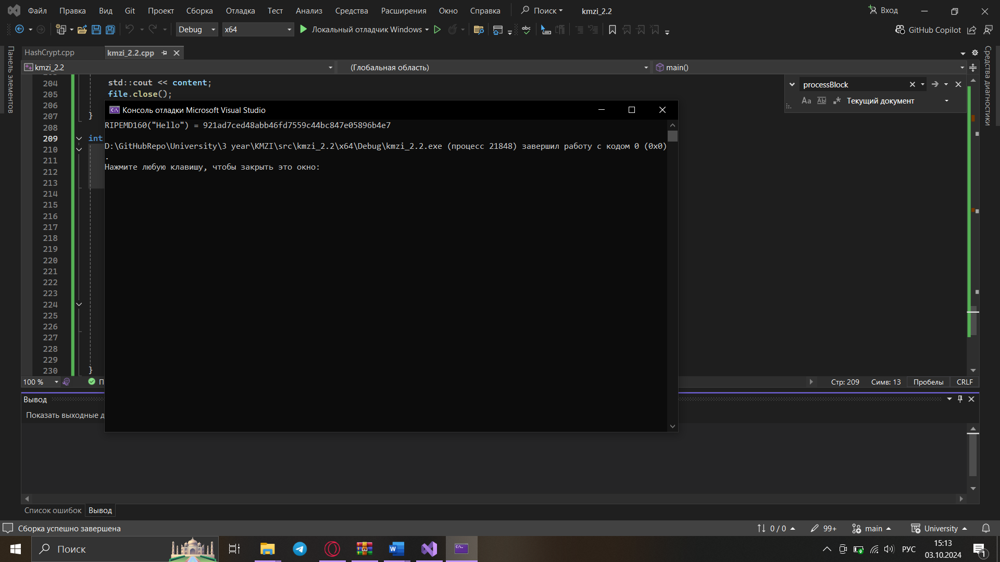 Файл Правка Вид Git Проект Сборка Отладка Тест Анализ Средства Расширения Окно Справка Поиск kmzi_2.2 Вход
Debug x64 Локальный отладчик Windows abc GitHub Copilot
Панель элементов
Средства диагностики
HashCrypt.cpp kmzi_2.2.cpp
kmzi_2.2 (Глобальная область) main()
204 std::cout << content;
205 file.close();
206
207 }
208
209 int
210
211
212
213
214
215
216
217
218
219
220
221
222
223
224
225
226
227
228
229
230 }
processBlock
Aa Abl .* Текущий документ
Консоль отладки Microsoft Visual Studio
RIPEMD160("Hello") = 921ad7ced48abb46fd7559c44bc847e05896b4e7
D:\GitHubRepo\University\3 year\KMZI\src\kmzi_2.2\x64\Debug\kmzi_2.2.exe (процесс 21848) завершил работу с кодом 0 (0x0)
.
Нажмите любую клавишу, чтобы закрыть это окно:
100 % П Стр: 209 Симв: 13 Пробелы CRLF
Вывод
Показать выходные д
Список ошибок Вывод
Сборка успешно завершена 0 / 0 99+ main University
Поиск РУС 15:13
03.10.2024 1